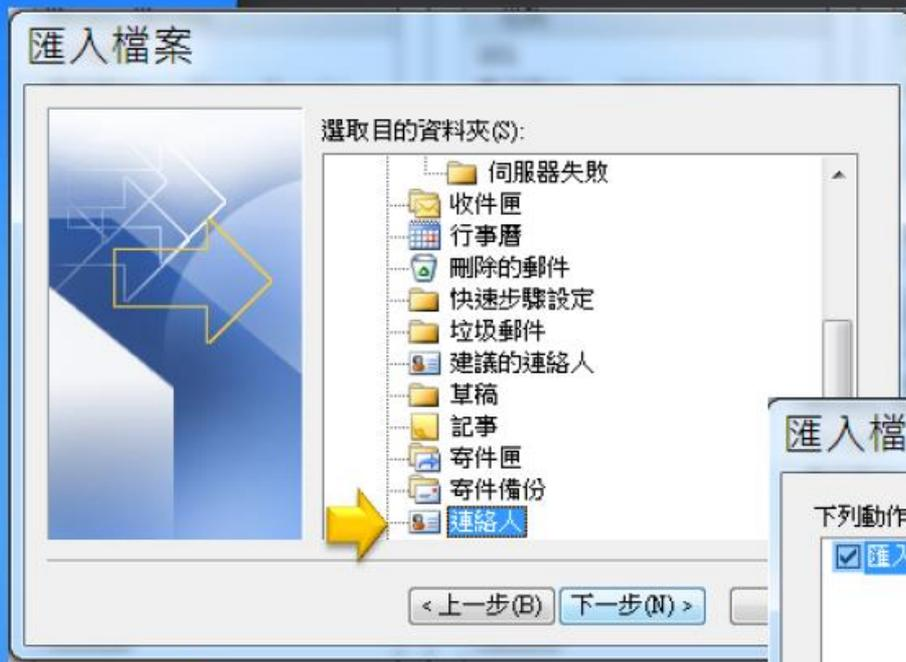 匯入檔案
選取目的資料夾(S):
伺服器失敗
收件匣
行事曆
刪除的郵件
快速步驟設定
垃圾郵件
建議的連絡人
草稿
記事
寄件匣
寄件備份
連絡人
<上一步(B)
下一步(N) >
匯入檔
下列動作
匯入